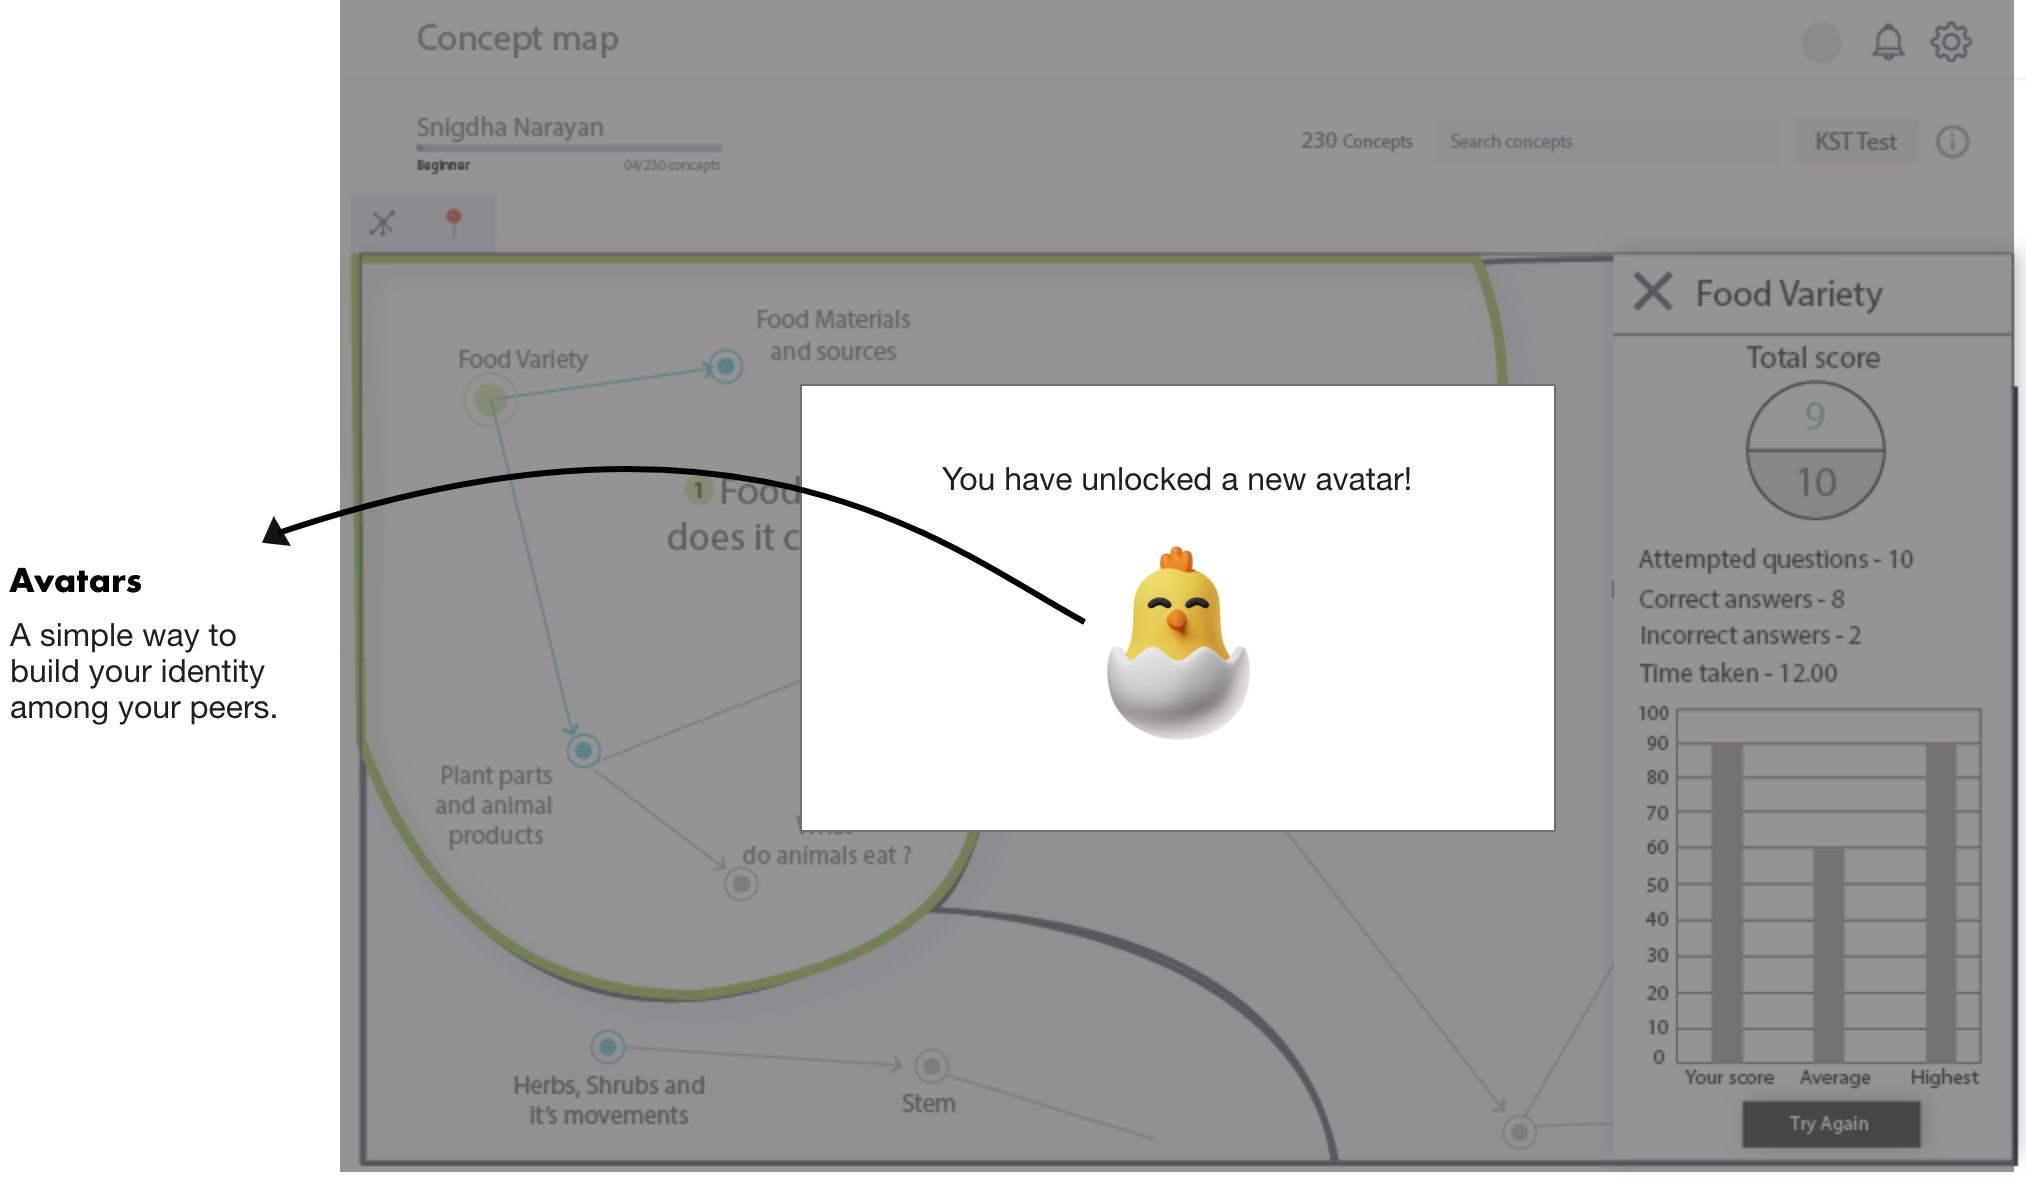 Concept map
Snigdha Narayan
Beginner
04/230 concepts
230 Concepts
Search concepts
KST Test
Food Variety
Food Materials
and sources
1 Food
does it c
Plant parts
and animal
products
do animals eat ?
Herbs, Shrubs and
it's movements
Stem
You have unlocked a new avatar!
Avatars
A simple way to
build your identity
among your peers.
Food Variety
Total score
9
10
Attempted questions - 10
Correct answers - 8
Incorrect answers - 2
Time taken - 12.00
100
90
80
70
60
50
40
30
20
10
0
Your score
Average
Highest
Try Again